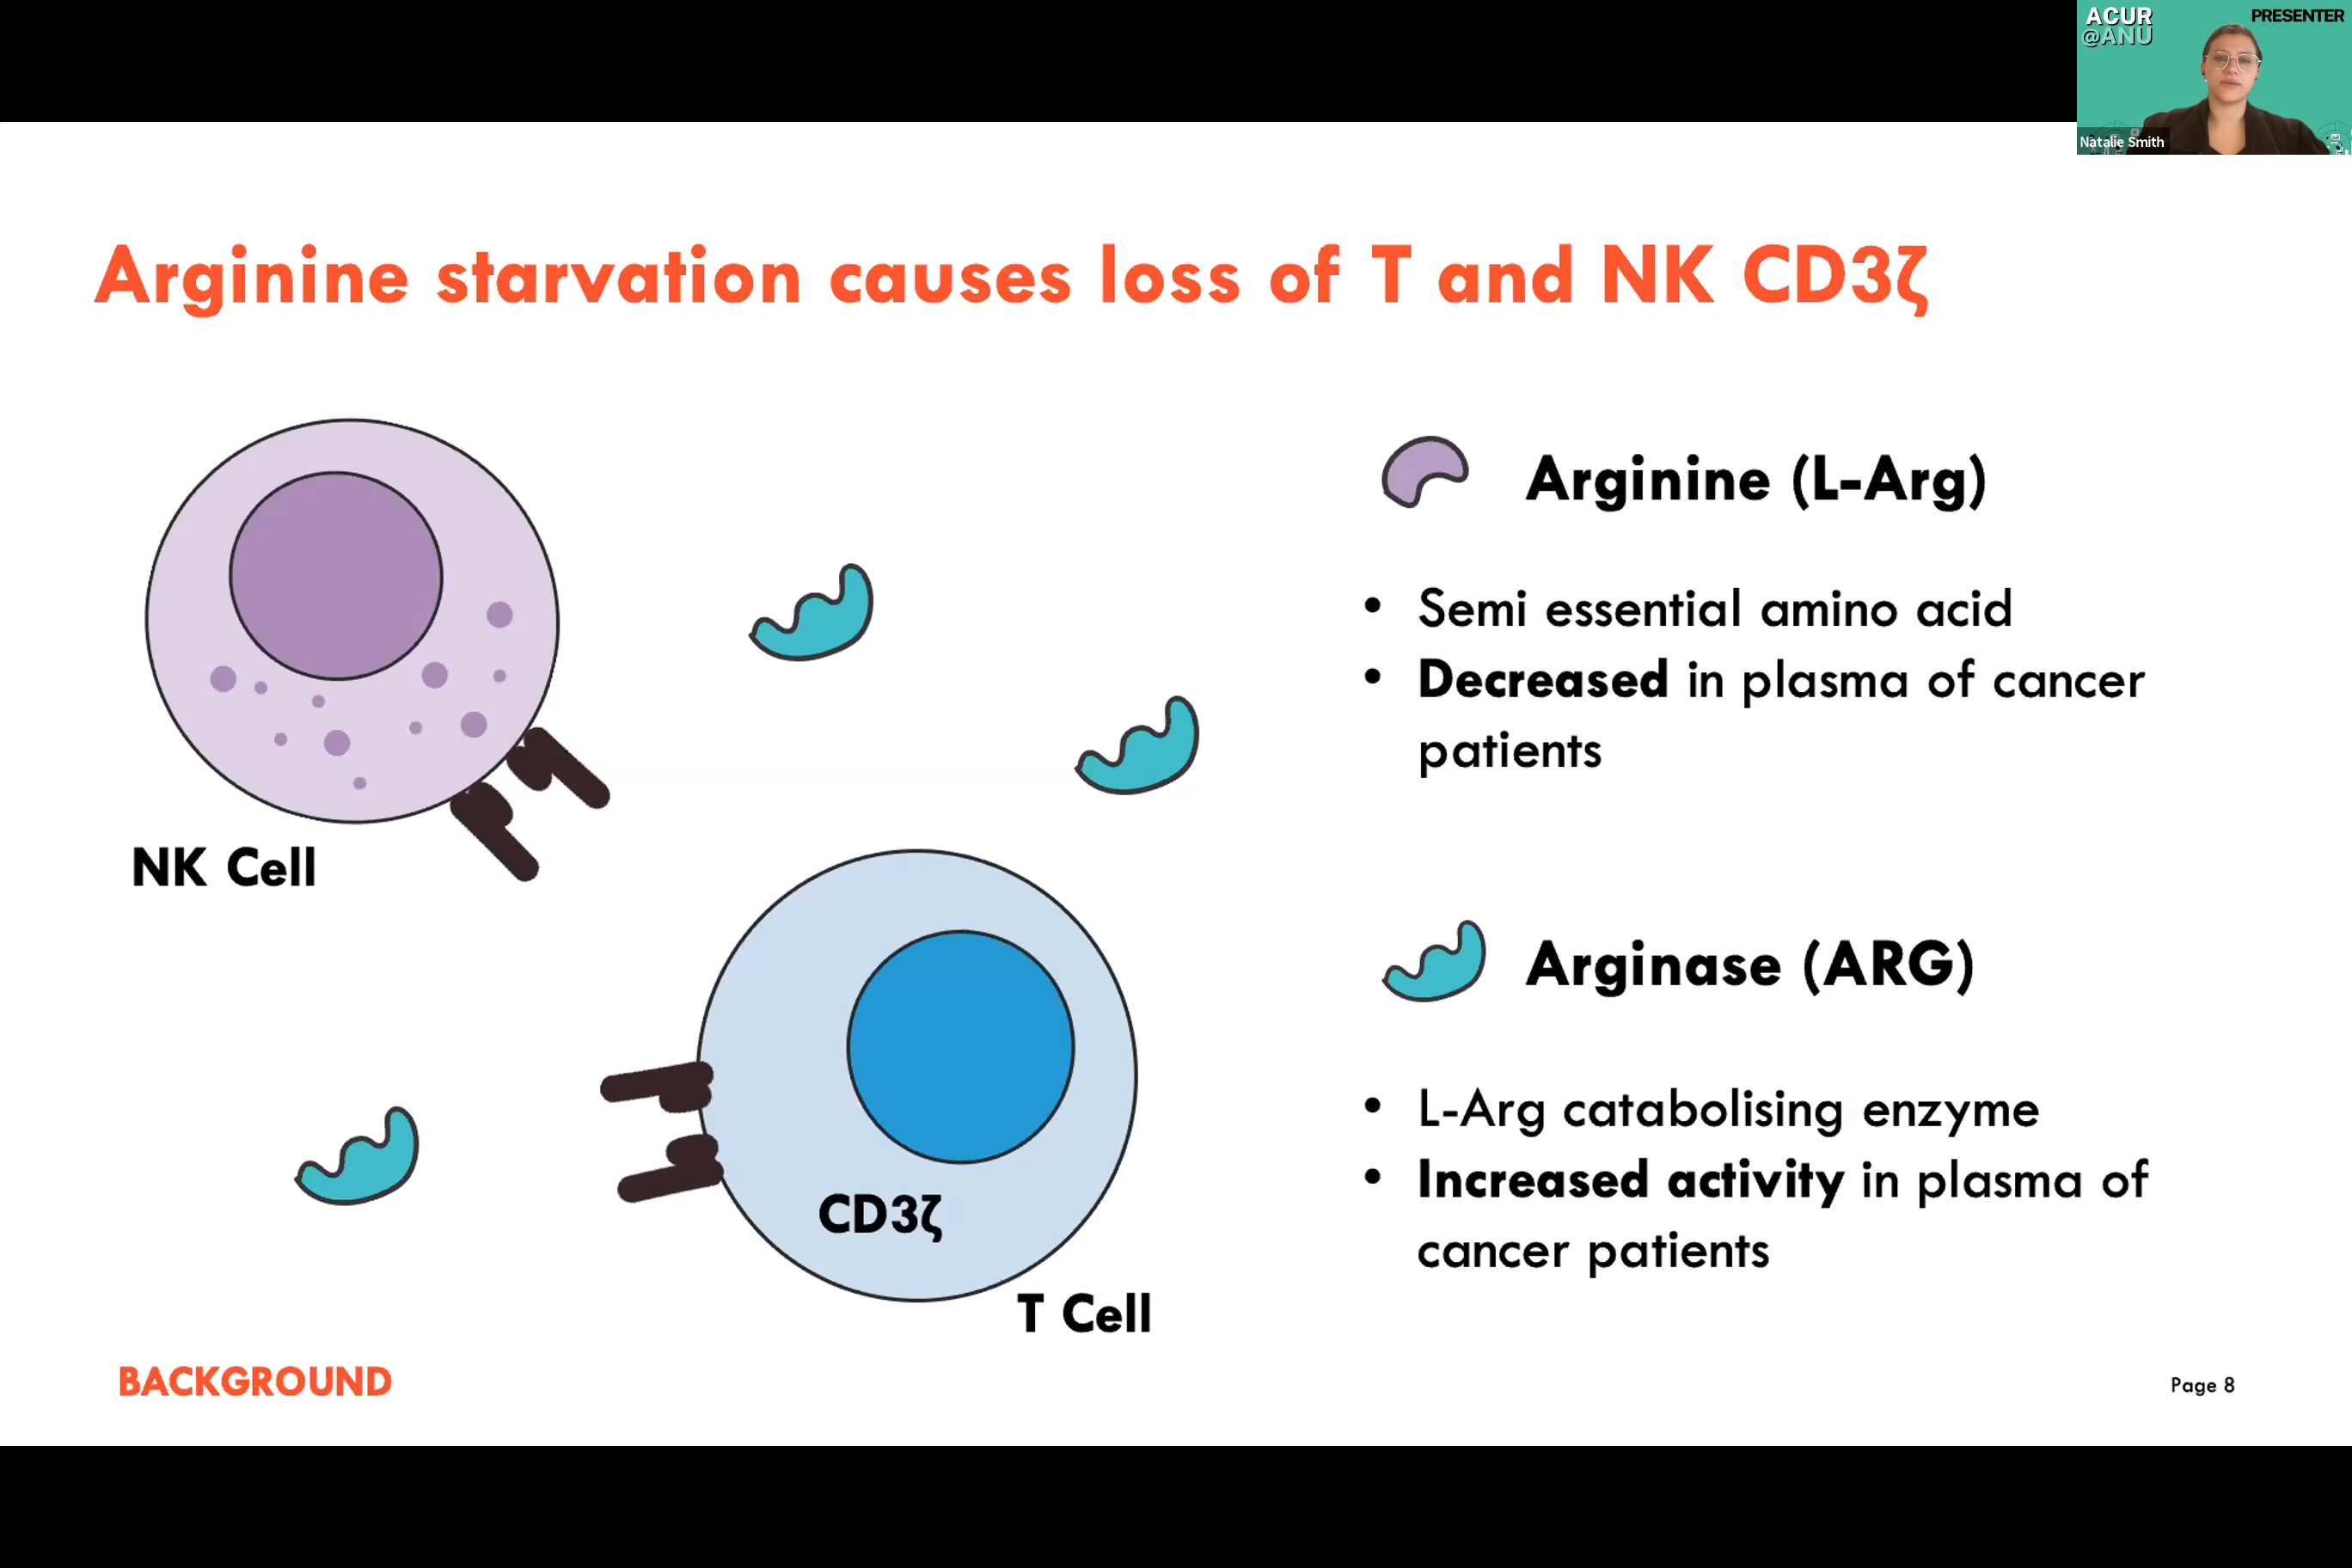 ACUR
@ANU
PRESENTER
Natalie Smith
Arginine starvation causes loss of T and NK CD3ζ
Arginine (L-Arg)
• Semi essential amino acid
• Decreased in plasma of cancer
patients
NK Cell
Arginase (ARG)
• L-Arg catabolising enzyme
• Increased activity in plasma of
cancer patients
CD3ζ
T Cell
BACKGROUND
Page 8